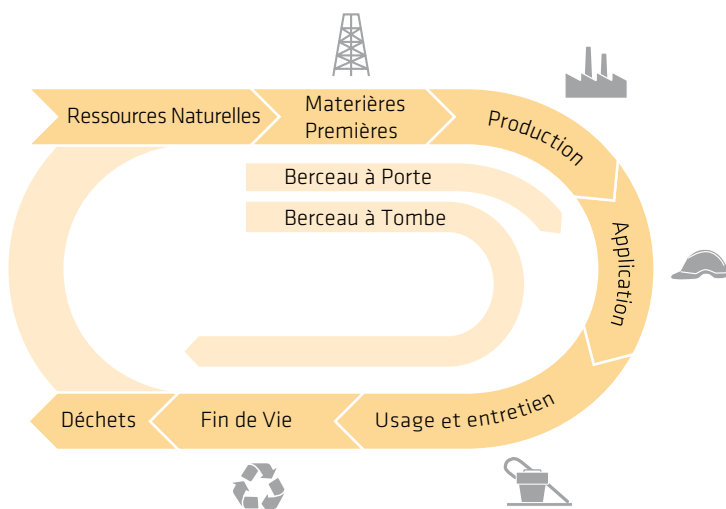 Ressources Naturelles
Materières
Premières
Production
Berceau à Porte
Berceau à Tombe
Application
Usage et entretien
Fin de Vie
Déchets